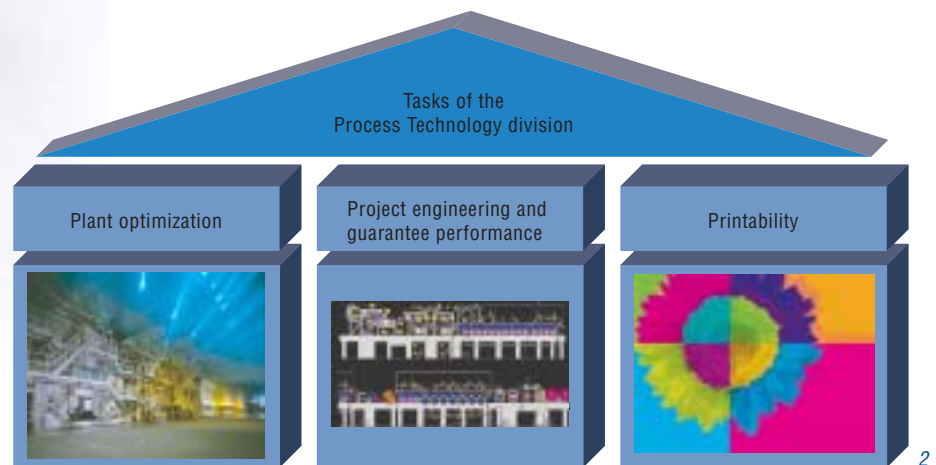 Tasks of the
Process Technology division
Plant optimization
Project engineering and
guarantee performance
Printability
2